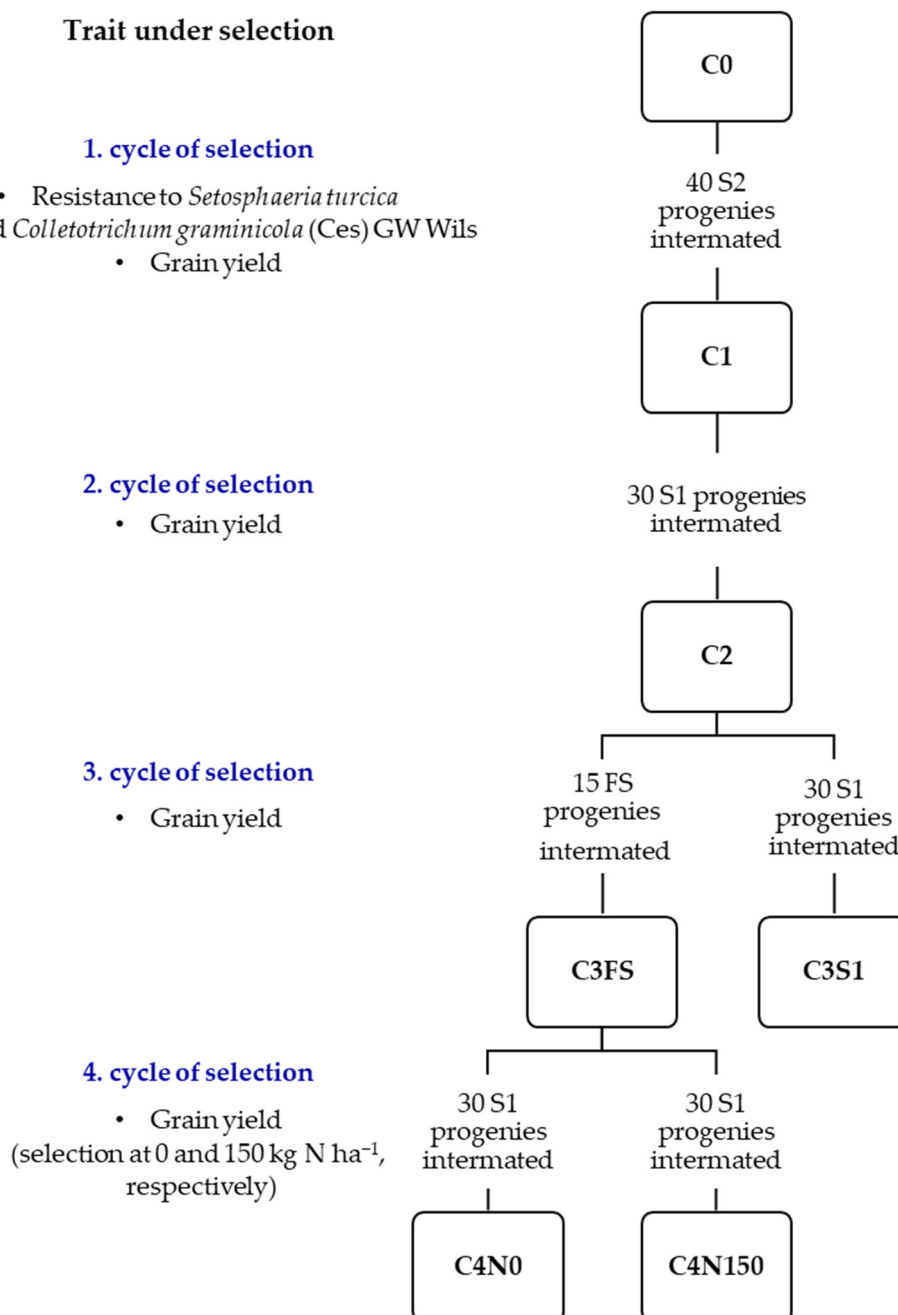 Trait under selection
C0
1. cycle of selection
• Resistance to Setosphaeria turcica
Colletotrichum graminicola (Ces) GW Wils
• Grain yield
40 S2
progenies
intermated
C1
2. cycle of selection
• Grain yield
30 S1 progenies
intermated
C2
3. cycle of selection
• Grain yield
15 FS
progenies
intermated
30 S1
progenies
intermated
C3FS
C3S1
4. cycle of selection
• Grain yield
(selection at 0 and 150 kg N ha⁻¹,
respectively)
30 S1
progenies
intermated
30 S1
progenies
intermated
C4N0
C4N150